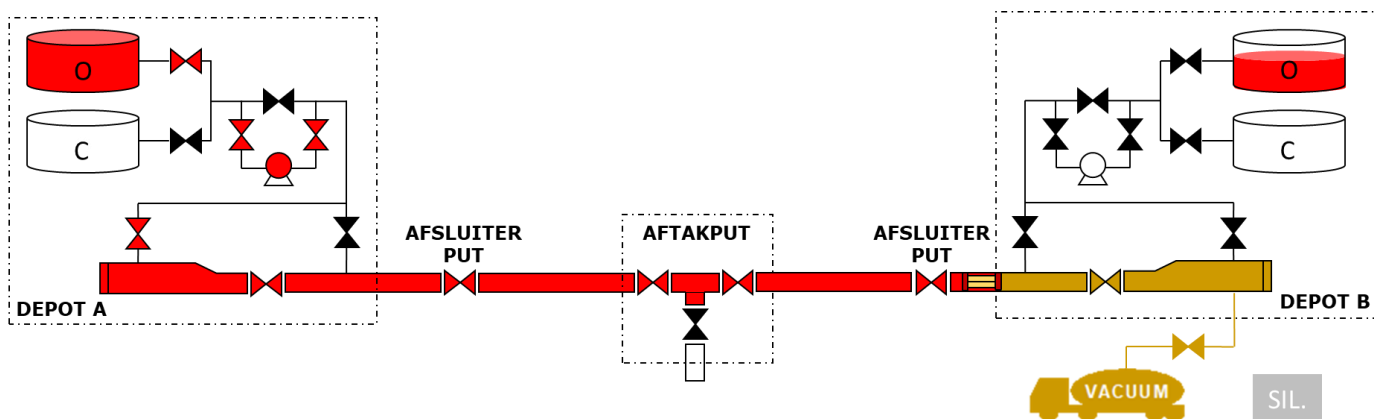 O
C
DEPOT A
AFSLUITER
PUT
AFTAKPUT
AFSLUITER
PUT
O
C
DEPOT B
VACUUM
SIL.